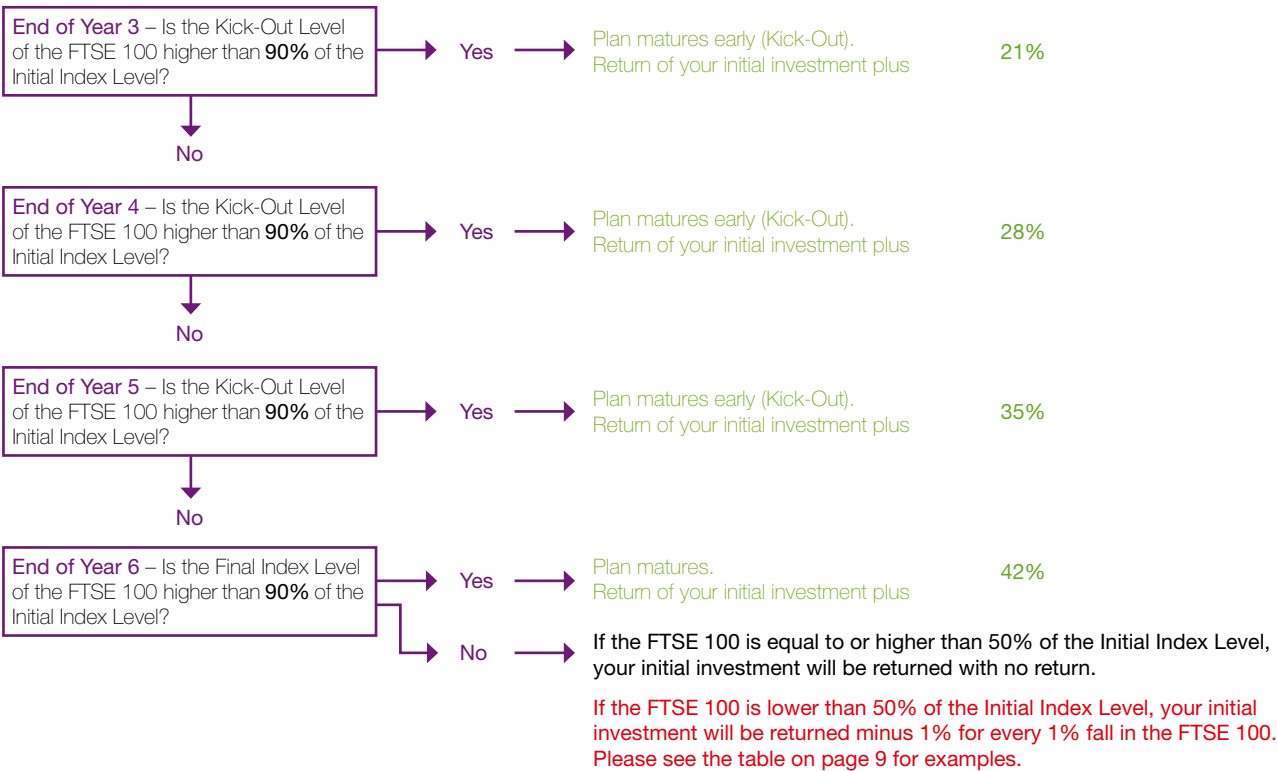 End of Year 3 – Is the Kick-Out Level
of the FTSE 100 higher than 90% of the
Initial Index Level?
Yes
Plan matures early (Kick-Out).
Return of your initial investment plus
21%
No
End of Year 4 – Is the Kick-Out Level
of the FTSE 100 higher than 90% of the
Initial Index Level?
Yes
Plan matures early (Kick-Out).
Return of your initial investment plus
28%
No
End of Year 5 – Is the Kick-Out Level
of the FTSE 100 higher than 90% of the
Initial Index Level?
Yes
Plan matures early (Kick-Out).
Return of your initial investment plus
35%
No
End of Year 6 – Is the Final Index Level
of the FTSE 100 higher than 90% of the
Initial Index Level?
Yes
Plan matures.
Return of your initial investment plus
42%
No
If the FTSE 100 is equal to or higher than 50% of the Initial Index Level,
your initial investment will be returned with no return.
If the FTSE 100 is lower than 50% of the Initial Index Level, your initial
investment will be returned minus 1% for every 1% fall in the FTSE 100.
Please see the table on page 9 for examples.